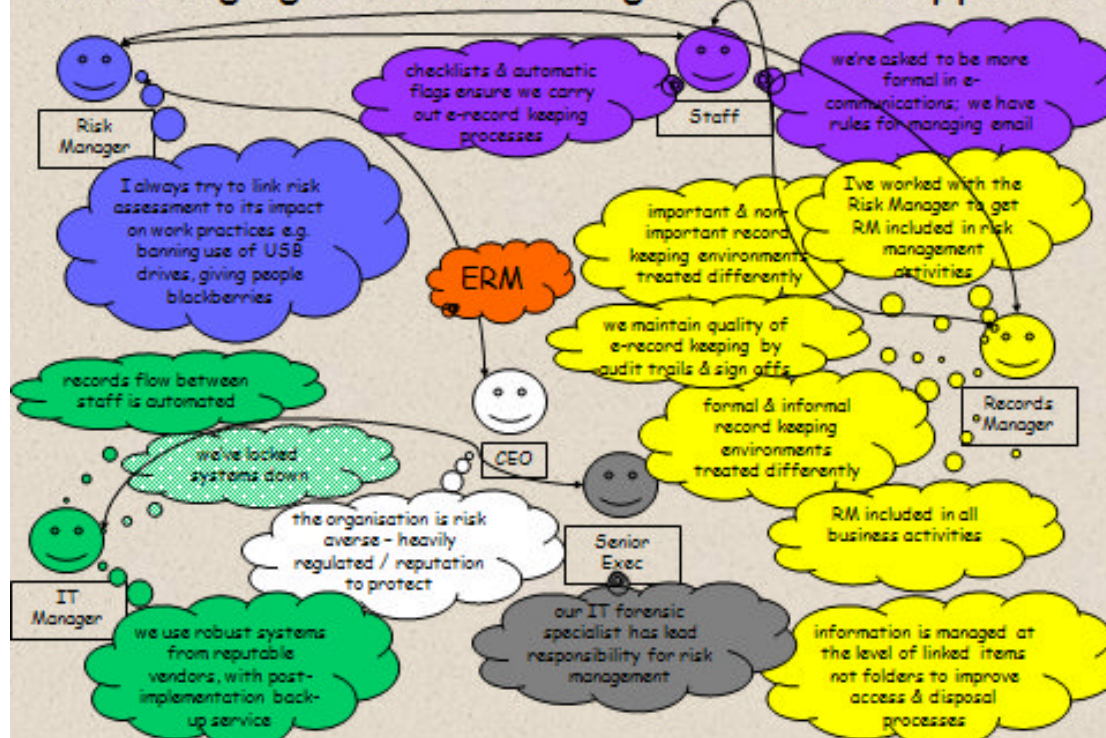 Risk
Manager
checklists & automatic
flags ensure we carry
out e-record keeping
processes
Staff
we're asked to be more
formal in e-
communications; we have
rules for managing email
I always try to link risk
assessment to its impact
on work practices e.g.
banning use of USB
drives, giving people
blackberries
ERM
important & non-
important record
keeping environments
treated differently
I've worked with the
Risk Manager to get
RM included in risk
management
activities
we maintain quality of
e-record keeping by
audit trails & sign offs
Records
Manager
records flow between
staff is automated
we've locked
systems down
CEO
formal & informal
record keeping
environments
treated differently
the organisation is risk
averse – heavily
regulated / reputation
to protect
Senior
Exec
RM included in all
business activities
IT
Manager
we use robust systems
from reputable
vendors, with post-
implementation back-
up service
our IT forensic
specialist has lead
responsibility for risk
management
information is managed at
the level of linked items
not folders to improve
access & disposal
processes